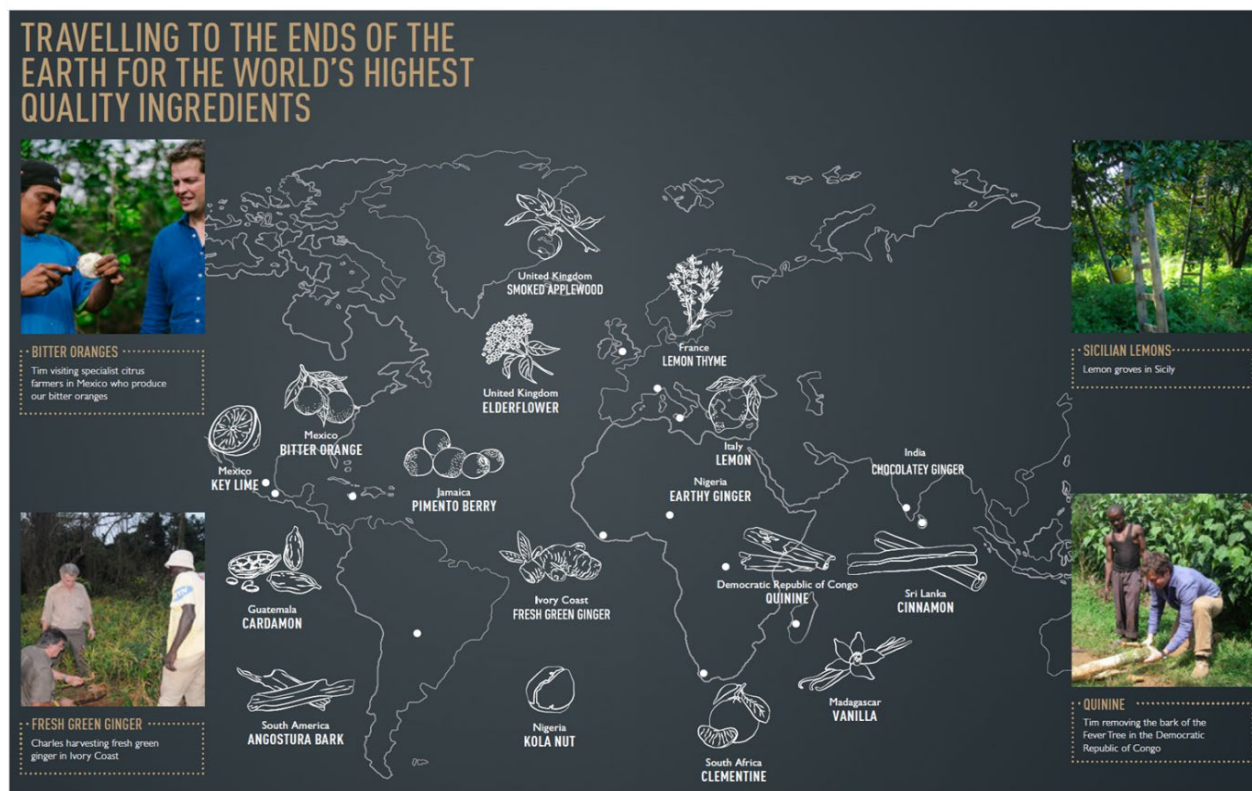 TRAVELLING TO THE ENDS OF THE
EARTH FOR THE WORLD'S HIGHEST
QUALITY INGREDIENTS
BITTER ORANGES
Tim visiting specialist citrus
farmers in Mexico who produce
our bitter oranges
FRESH GREEN GINGER
Charles harvesting fresh green
ginger in Ivory Coast
United Kingdom
SMOKED APPLEWOOD
United Kingdom
ELDERFLOWER
France
LEMON THYME
Mexico
BITTER ORANGE
Mexico
KEY LIME
Jamaica
PIMENTO BERRY
Italy
LEMON
Nigeria
EARTHY GINGER
India
CHOCOLATEY GINGER
Guatemala
CARDAMON
Ivory Coast
FRESH GREEN GINGER
Democratic Republic of Congo
QUININE
Sri Lanka
CINNAMON
South America
ANGOSTURA BARK
Nigeria
KOLA NUT
Madagascar
VANILLA
South Africa
CLEMENTINE
SICILIAN LEMONS
Lemon groves in Sicily
QUININE
Tim removing the bark of the
Fever Tree in the Democratic
Republic of Congo